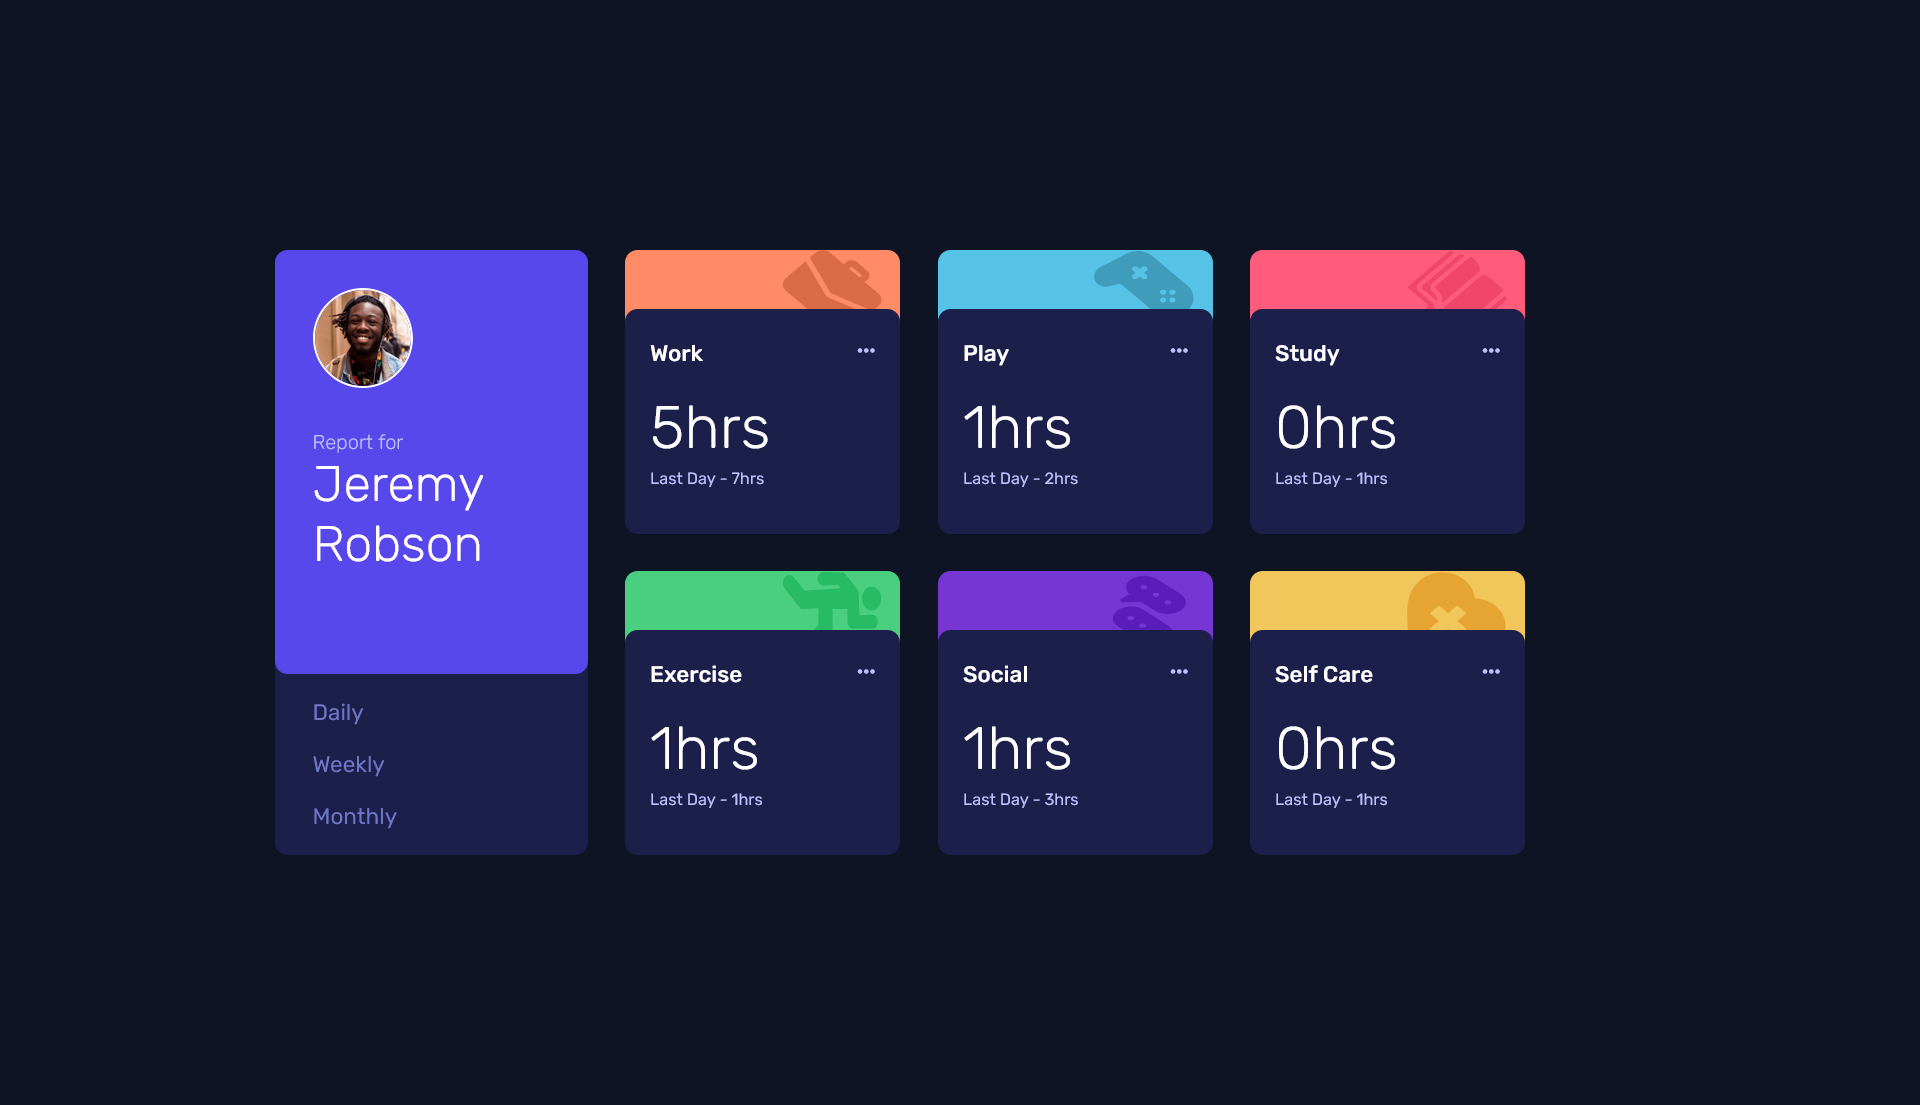 Report for
Jeremy
Robson
Daily
Weekly
Monthly
Work
5hrs
Last Day - 7hrs
Play
1hrs
Last Day - 2hrs
Study
0hrs
Last Day - 1hrs
Exercise
1hrs
Last Day - 1hrs
Social
1hrs
Last Day - 3hrs
Self Care
0hrs
Last Day - 1hrs